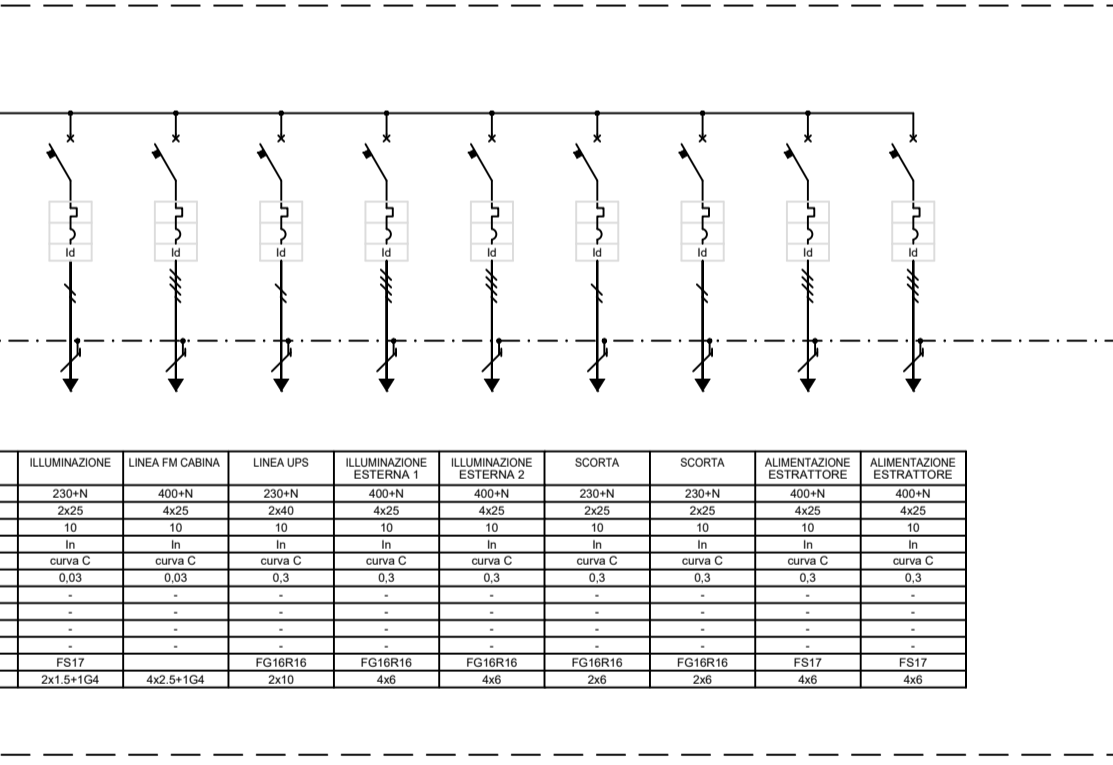 Id Id Id Id Id Id Id Id Id
ILLUMINAZIONE LINEA FM CABINA LINEA UPS ILLUMINAZIONE ESTERNA 1 ILLUMINAZIONE ESTERNA 2 SCORTA SCORTA ALIMENTAZIONE ESTRATTORE ALIMENTAZIONE ESTRATTORE
230+N 400+N 230+N 400+N 400+N 230+N 230+N 400+N 400+N
2x25 4x25 2x40 4x25 4x25 2x25 2x25 4x25 4x25
10 10 10 10 10 10 10 10 10
In In In In In In In In In
curva C curva C curva C curva C curva C curva C curva C curva C curva C
0,03 0,03 0,3 0,3 0,3 0,3 0,3 0,3 0,3
- - - - - - - - -
- - - - - - - - -
- - - - - - - - -
- - - - - - - - -
FS17 FG16R16 FG16R16 FG16R16 FG16R16 FG16R16 FS17 FS17
2x1.5+1G4 4x2.5+1G4 2x10 4x6 4x6 2x6 2x6 4x6 4x6